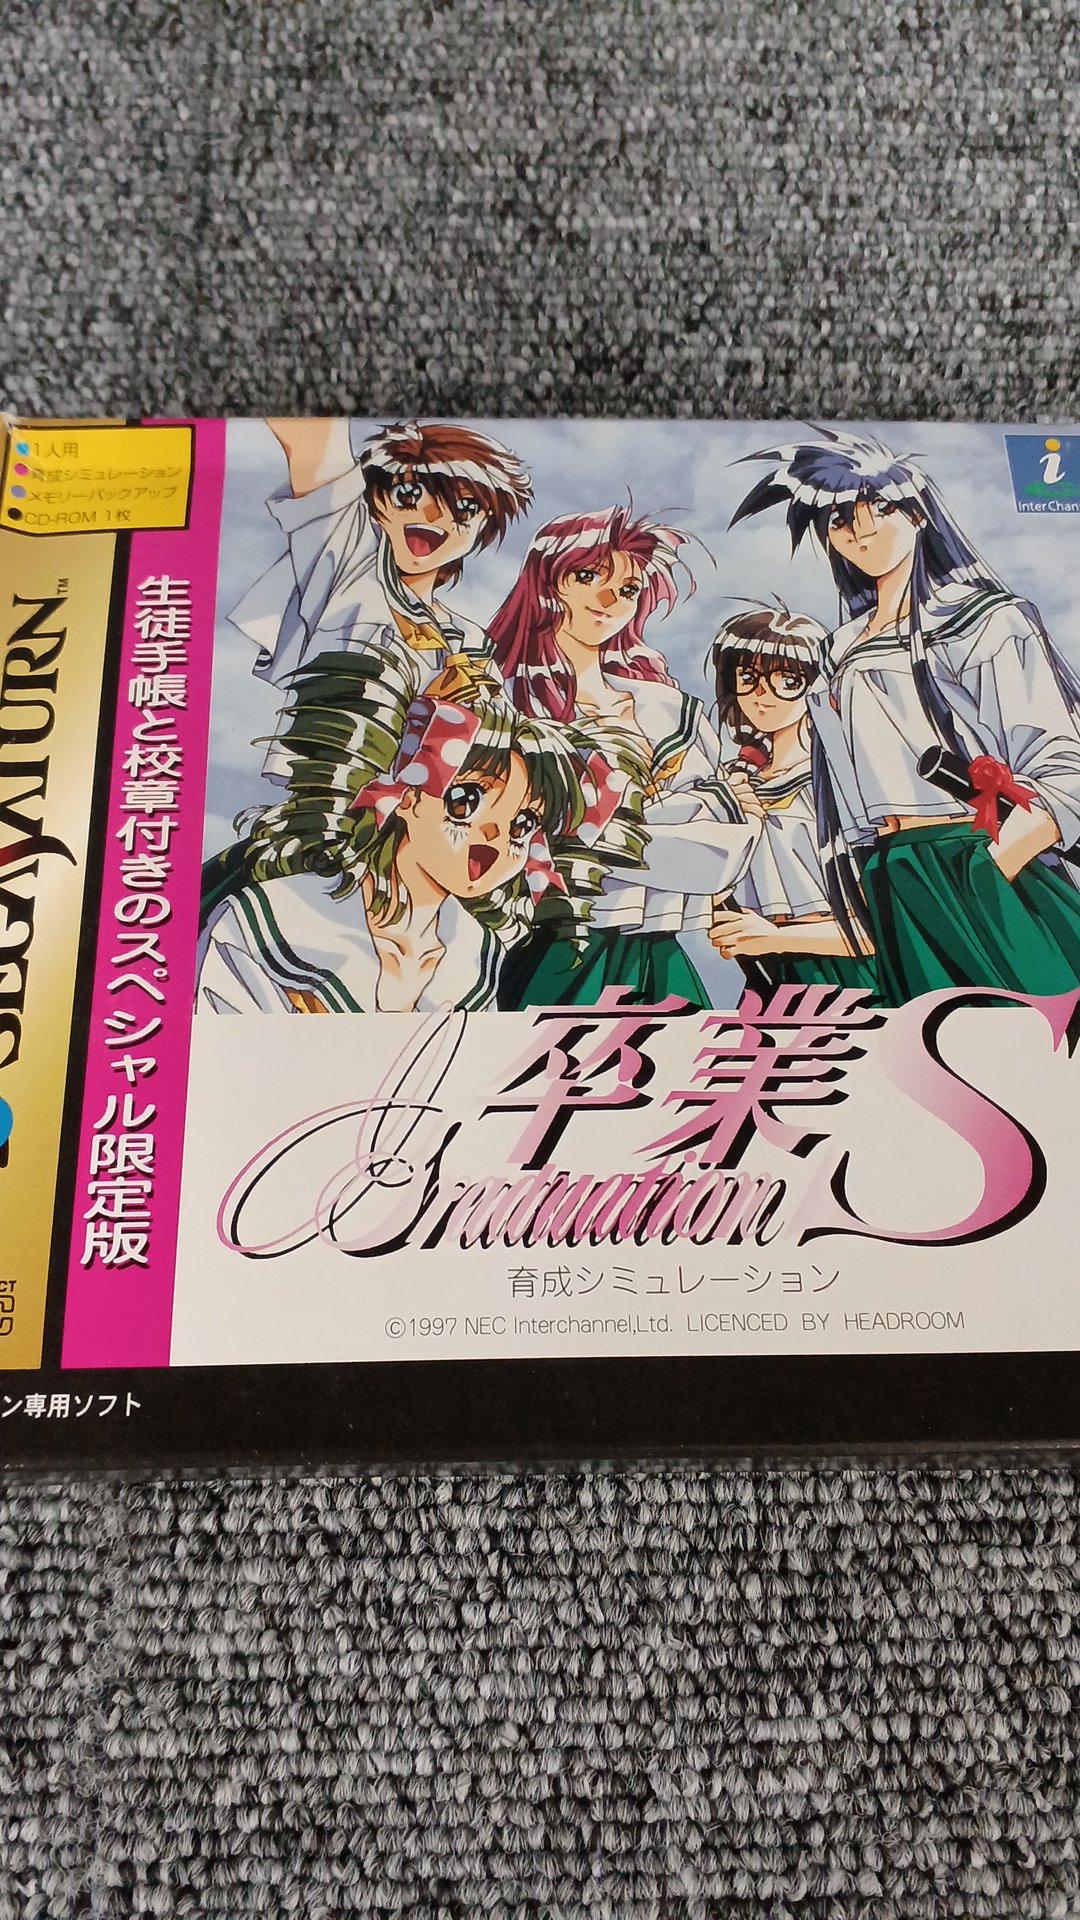 1人用
育成シミュレーション
メモリーバックアップ
CD-ROM 1枚
SEGA SATURN™
生徒手帳と校章付きのスペシャル限定版
i
InterChan
卒業S
Graduation
育成シミュレーション
©1997 NEC Interchannel,Ltd. LICENCED BY HEADROOM
ン専用ソフト